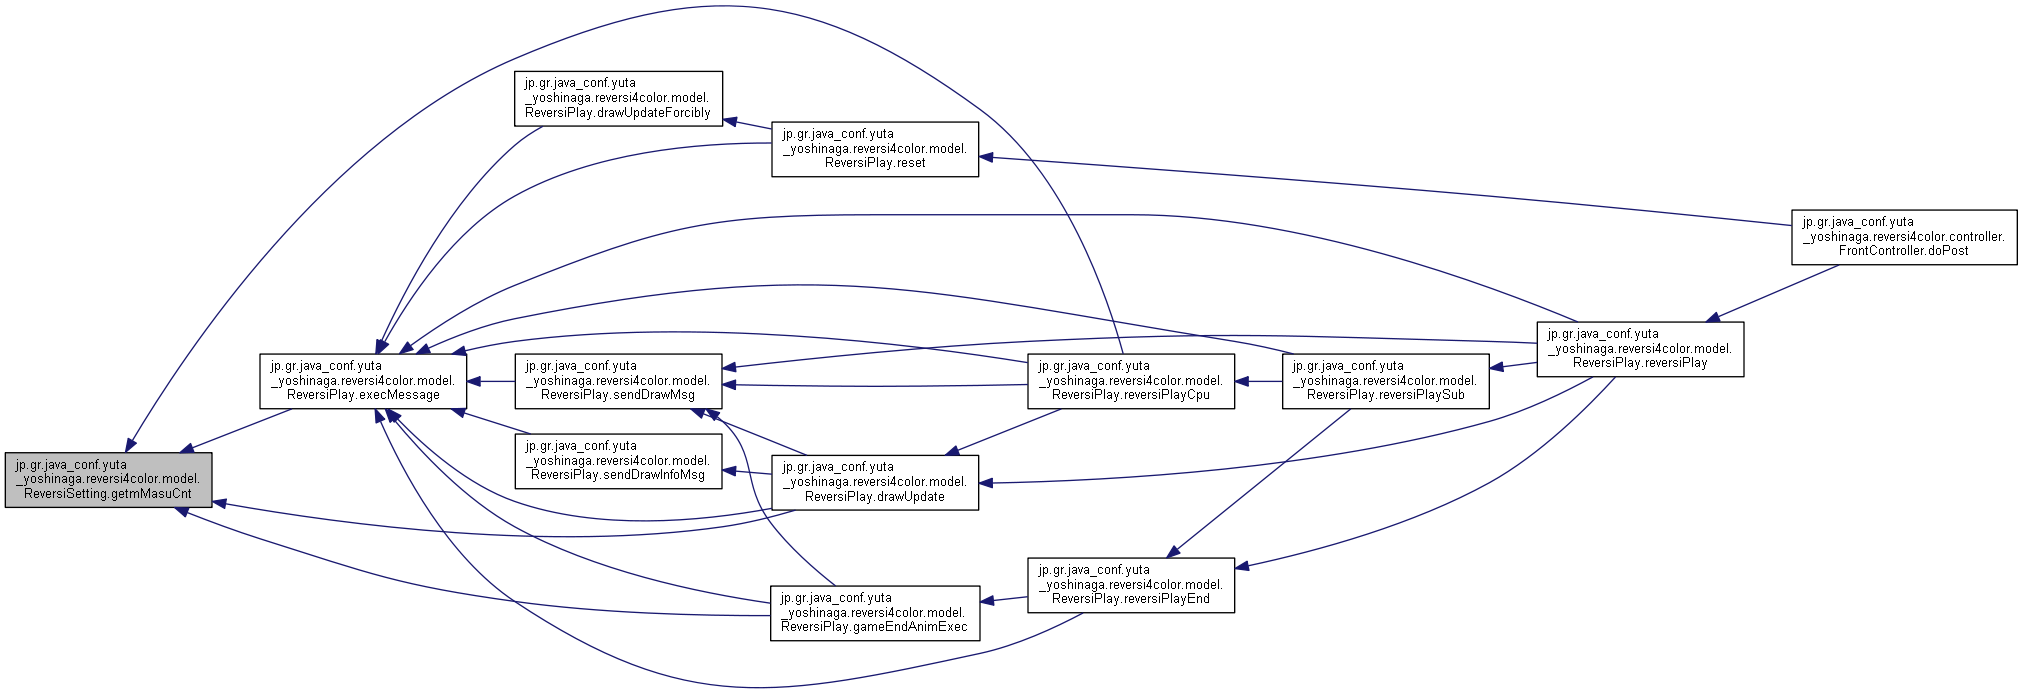 jp.gr.java_conf.yuta
_yoshinaga.reversi4color.model.
ReversiPlay.drawUpdateForcibly
jp.gr.java_conf.yuta
_yoshinaga.reversi4color.model.
ReversiPlay.reset
jp.gr.java_conf.yuta
_yoshinaga.reversi4color.controller.
FrontController.doPost
jp.gr.java_conf.yuta
_yoshinaga.reversi4color.model.
ReversiPlay.reversiPlay
jp.gr.java_conf.yuta
_yoshinaga.reversi4color.model.
ReversiPlay.execMessage
jp.gr.java_conf.yuta
_yoshinaga.reversi4color.model.
ReversiPlay.sendDrawMsg
jp.gr.java_conf.yuta
_yoshinaga.reversi4color.model.
ReversiPlay.reversiPlayCpu
jp.gr.java_conf.yuta
_yoshinaga.reversi4color.model.
ReversiPlay.reversiPlaySub
jp.gr.java_conf.yuta
_yoshinaga.reversi4color.model.
ReversiPlay.sendDrawInfoMsg
jp.gr.java_conf.yuta
_yoshinaga.reversi4color.model.
ReversiSetting.getmMasuCnt
jp.gr.java_conf.yuta
_yoshinaga.reversi4color.model.
ReversiPlay.drawUpdate
jp.gr.java_conf.yuta
_yoshinaga.reversi4color.model.
ReversiPlay.reversiPlayEnd
jp.gr.java_conf.yuta
_yoshinaga.reversi4color.model.
ReversiPlay.gameEndAnimExec